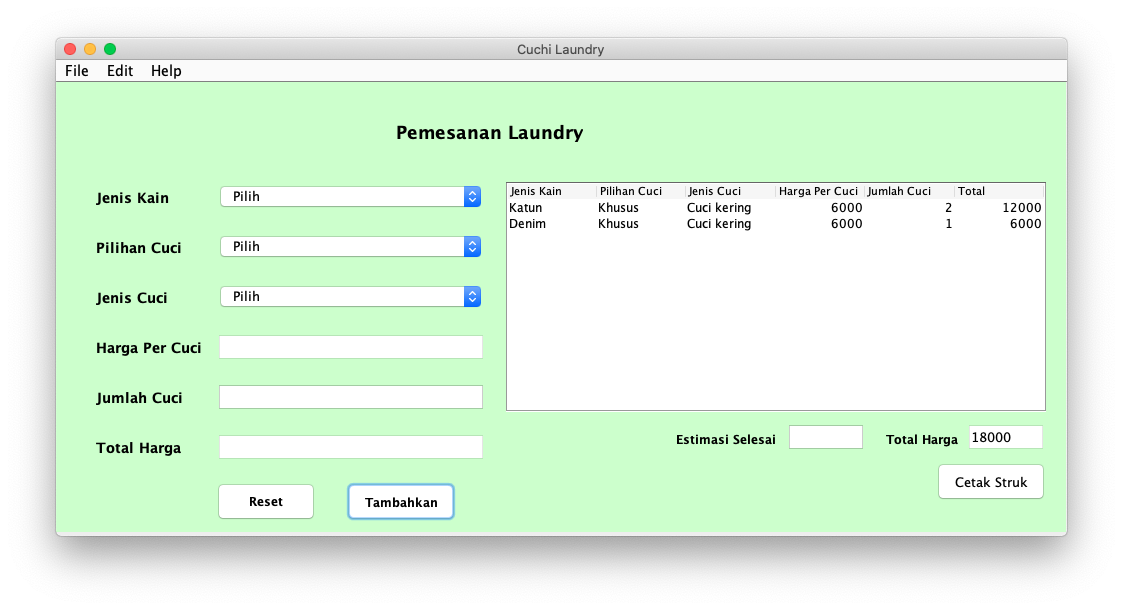 Cuchi Laundry
File Edit Help
Pemesanan Laundry
Jenis Kain Pilih
Pilihan Cuci Pilih
Jenis Cuci Pilih
Harga Per Cuci
Jumlah Cuci
Total Harga
Reset Tambahkan
Jenis Kain Pilihan Cuci Jenis Cuci Harga Per Cuci Jumlah Cuci Total
Katun Khusus Cuci kering 6000 2 12000
Denim Khusus Cuci kering 6000 1 6000
Estimasi Selesai Total Harga 18000
Cetak Struk